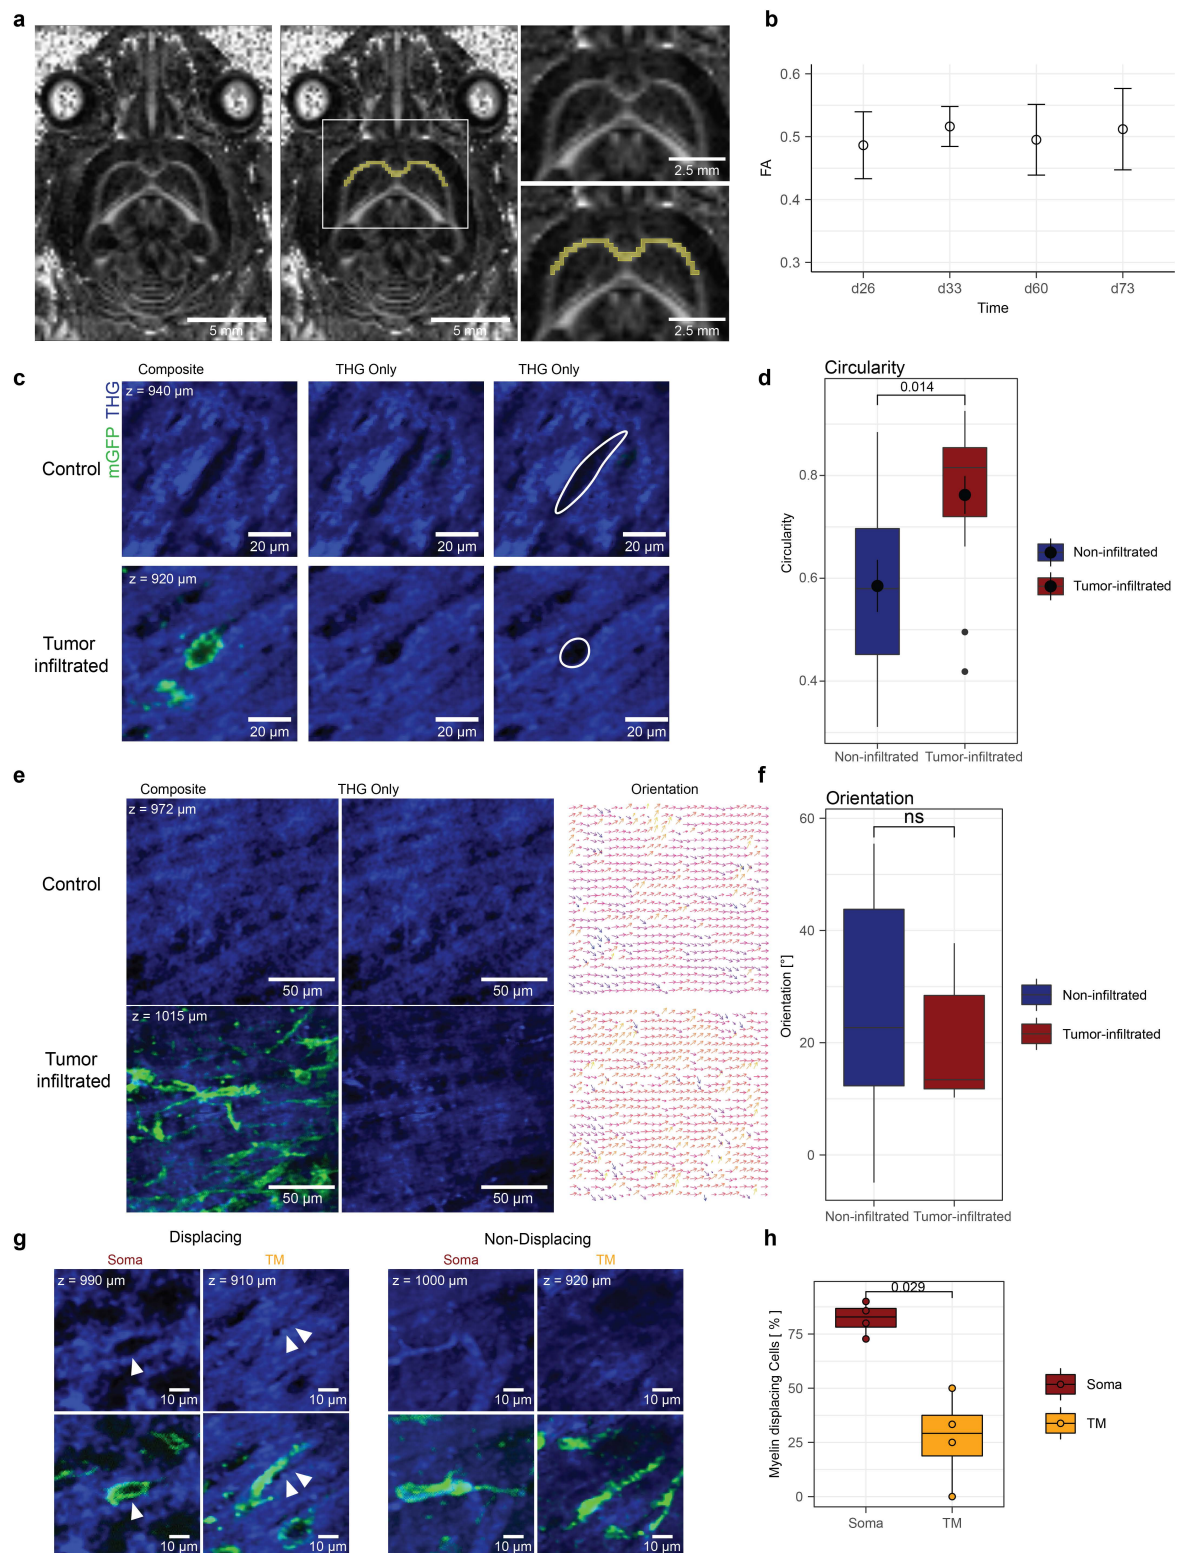 a
5 mm
5 mm
2.5 mm
2.5 mm
b
0.6
0.5
0.4
0.3
FA
d26
d33
d60
d73
Time
c
Composite
THG Only
THG Only
mGFP THG
Control
z = 940 µm
20 µm
20 µm
20 µm
Tumor
infiltrated
z = 920 µm
20 µm
20 µm
20 µm
d
Circularity
0.014
0.8
0.6
0.4
Circularity
Non-infiltrated
Tumor-infiltrated
Non-infiltrated
Tumor-infiltrated
e
Composite
THG Only
Orientation
Control
z = 972 µm
50 µm
50 µm
Tumor
infiltrated
z = 1015 µm
50 µm
50 µm
f
Orientation
ns
60
40
20
0
Orientation [°]
Non-infiltrated
Tumor-infiltrated
Non-infiltrated
Tumor-infiltrated
g
Displacing
Non-Displacing
Soma
TM
Soma
TM
z = 990 µm
z = 910 µm
z = 1000 µm
z = 920 µm
10 µm
10 µm
10 µm
10 µm
10 µm
10 µm
10 µm
10 µm
h
0.029
75
50
25
0
Myelin displacing Cells [ % ]
Soma
TM
Soma
TM